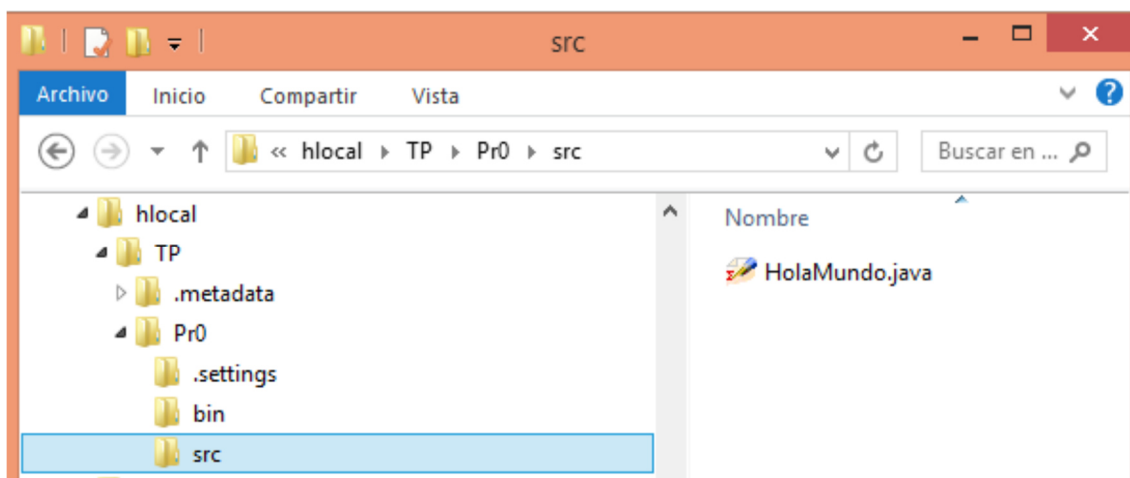 src
Archivo Inicio Compartir Vista
« hlocal TP Pr0 src Buscar en ...
hlocal
TP
.metadata
Pr0
.settings
bin
src
Nombre
HolaMundo.java